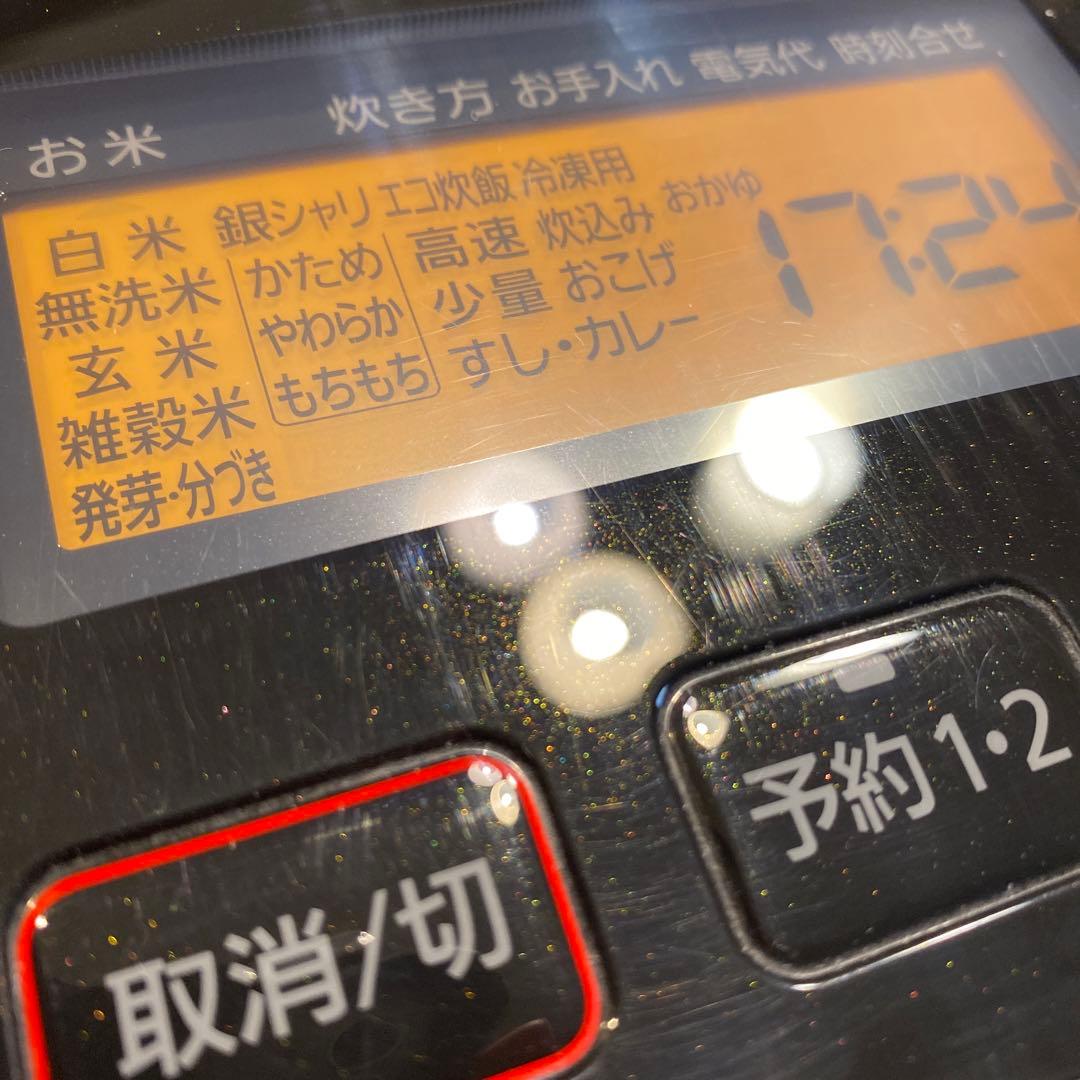 お米 炊き方 お手入れ 電気代 時刻合せ
白米 銀シャリ エコ炊飯 冷凍用
無洗米 かため 高速 炊込み おかゆ 17:24
玄米 やわらか 少量 おこげ
雑穀米 もちもち すし・カレー
発芽・分づき
予約 1・2
取消/切